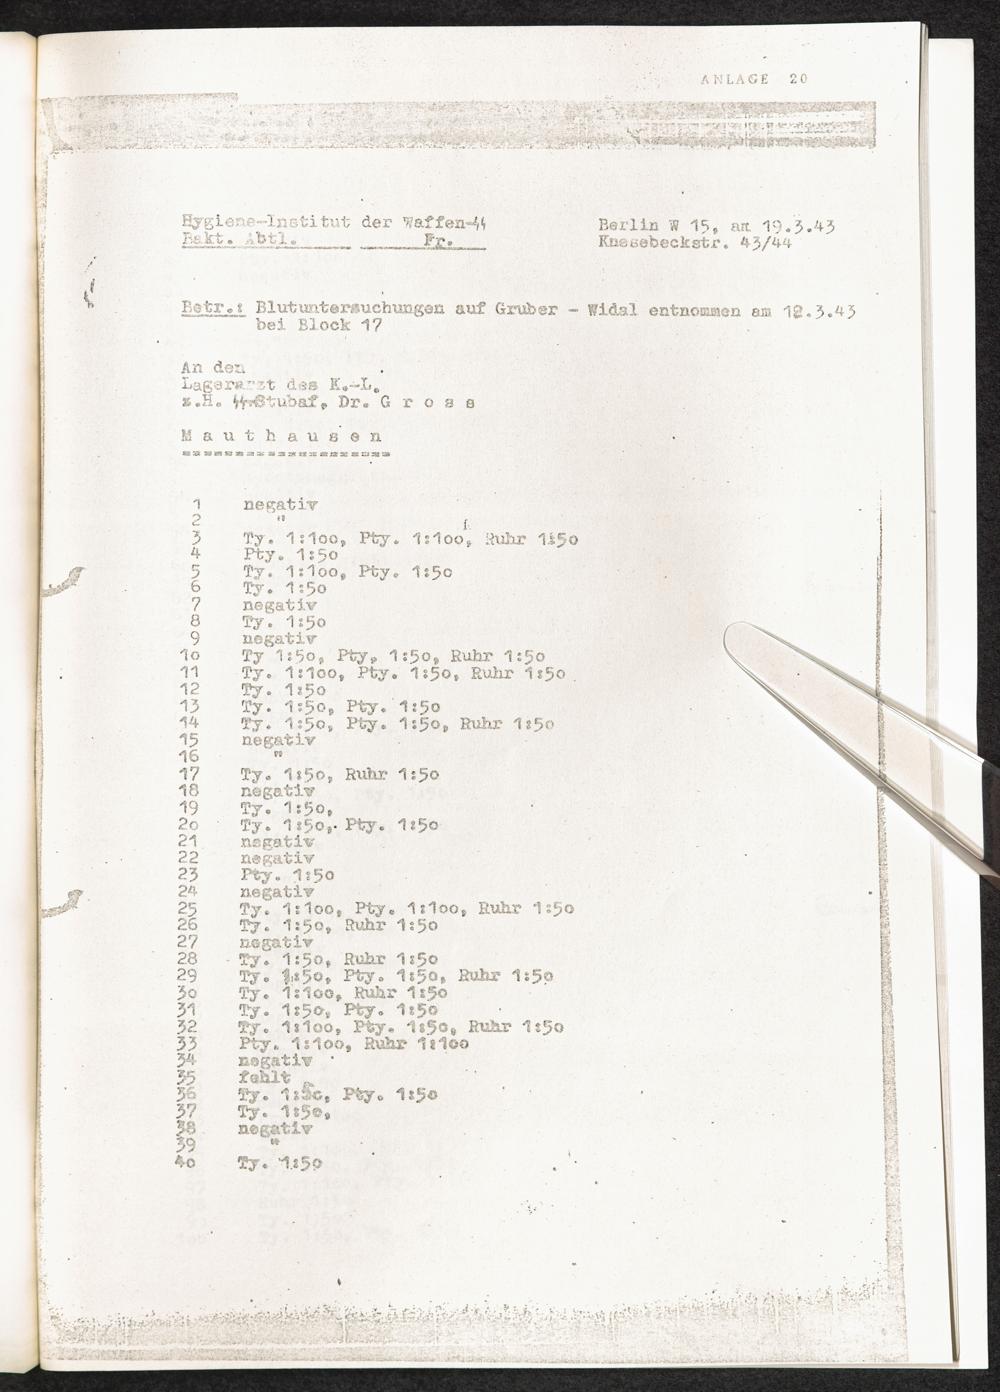 ANLAGE 20
Hygiene-Institut der Waffen-SS
Bakt. Abtl. Fr.
Berlin W 15, am 19.3.43
Knesebeckstr. 43/44
Betr.: Blutuntersuchungen auf Gruber - Widal entnommen am 12.3.43
bei Block 17
An den
Lagerarzt des K.-L.
z.H. SS-Stubaf. Dr. G r o s s
M a u t h a u s e n
====================
1 negativ
2 "
3 Ty. 1:1oo, Pty. 1:1oo, Ruhr 1:5o
4 Pty. 1:5o
5 Ty. 1:1oo, Pty. 1:5o
6 Ty. 1:5o
7 negativ
8 Ty. 1:5o
9 negativ
1o Ty 1:5o, Pty. 1:5o, Ruhr 1:5o
11 Ty. 1:1oo, Pty. 1:5o, Ruhr 1:5o
12 Ty. 1:5o
13 Ty. 1:5o, Pty. 1:5o
14 Ty. 1:5o, Pty. 1:5o, Ruhr 1:5o
15 negativ
16 "
17 Ty. 1:5o, Ruhr 1:5o
18 negativ
19 Ty. 1:5o,
2o Ty. 1:5o, Pty. 1:5o
21 negativ
22 negativ
23 Pty. 1:5o
24 negativ
25 Ty. 1:1oo, Pty. 1:1oo, Ruhr 1:5o
26 Ty. 1:5o, Ruhr 1:5o
27 negativ
28 Ty. 1:5o, Ruhr 1:5o
29 Ty. 1:5o, Pty. 1:5o, Ruhr 1:5o
3o Ty. 1:1oo, Ruhr 1:5o
31 Ty. 1:5o, Pty. 1:5o
32 Ty. 1:1oo, Pty. 1:5o, Ruhr 1:5o
33 Pty. 1:1oo, Ruhr 1:1oo
34 negativ
35 fehlt
36 Ty. 1:5o, Pty. 1:5o
37 Ty. 1:5o,
38 negativ
39 "
4o Ty. 1:5o